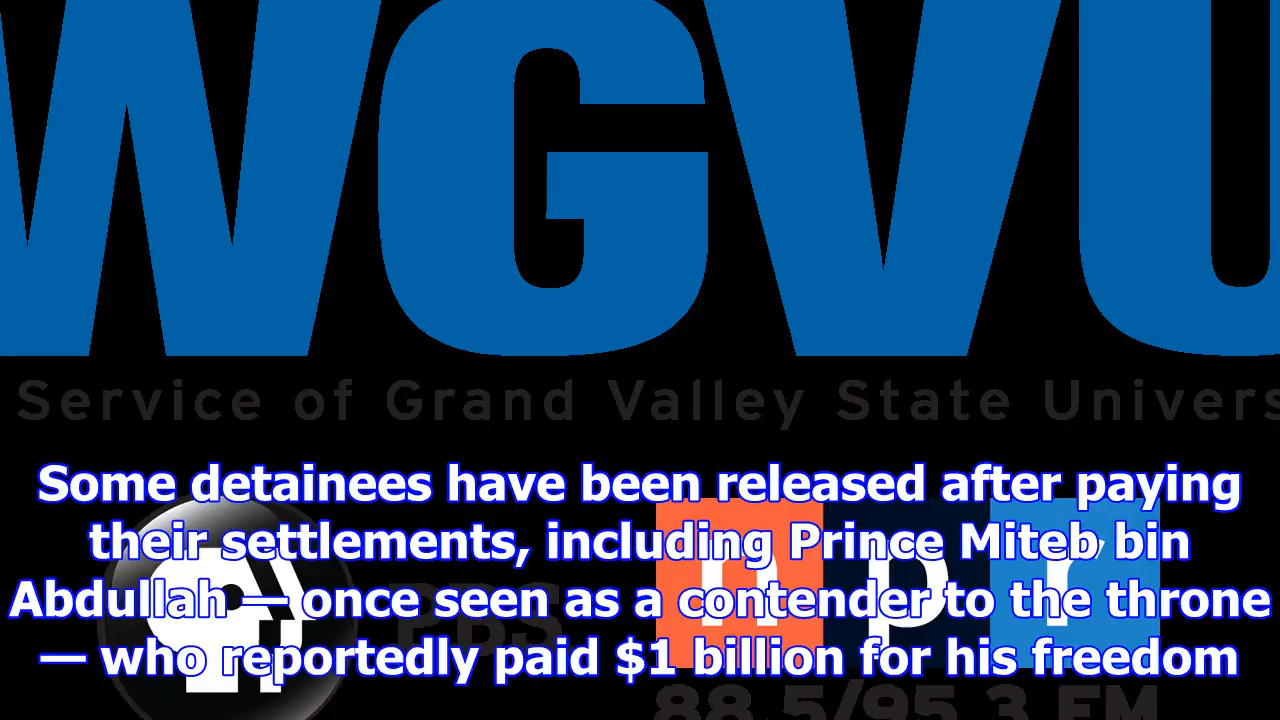 WGVU
Service of Grand Valley State Univers
Some detainees have been released after paying
their settlements, including Prince Miteb bin
Abdullah — once seen as a contender to the throne
— who reportedly paid $1 billion for his freedom
PBS
npr
88.5/95.3 FM